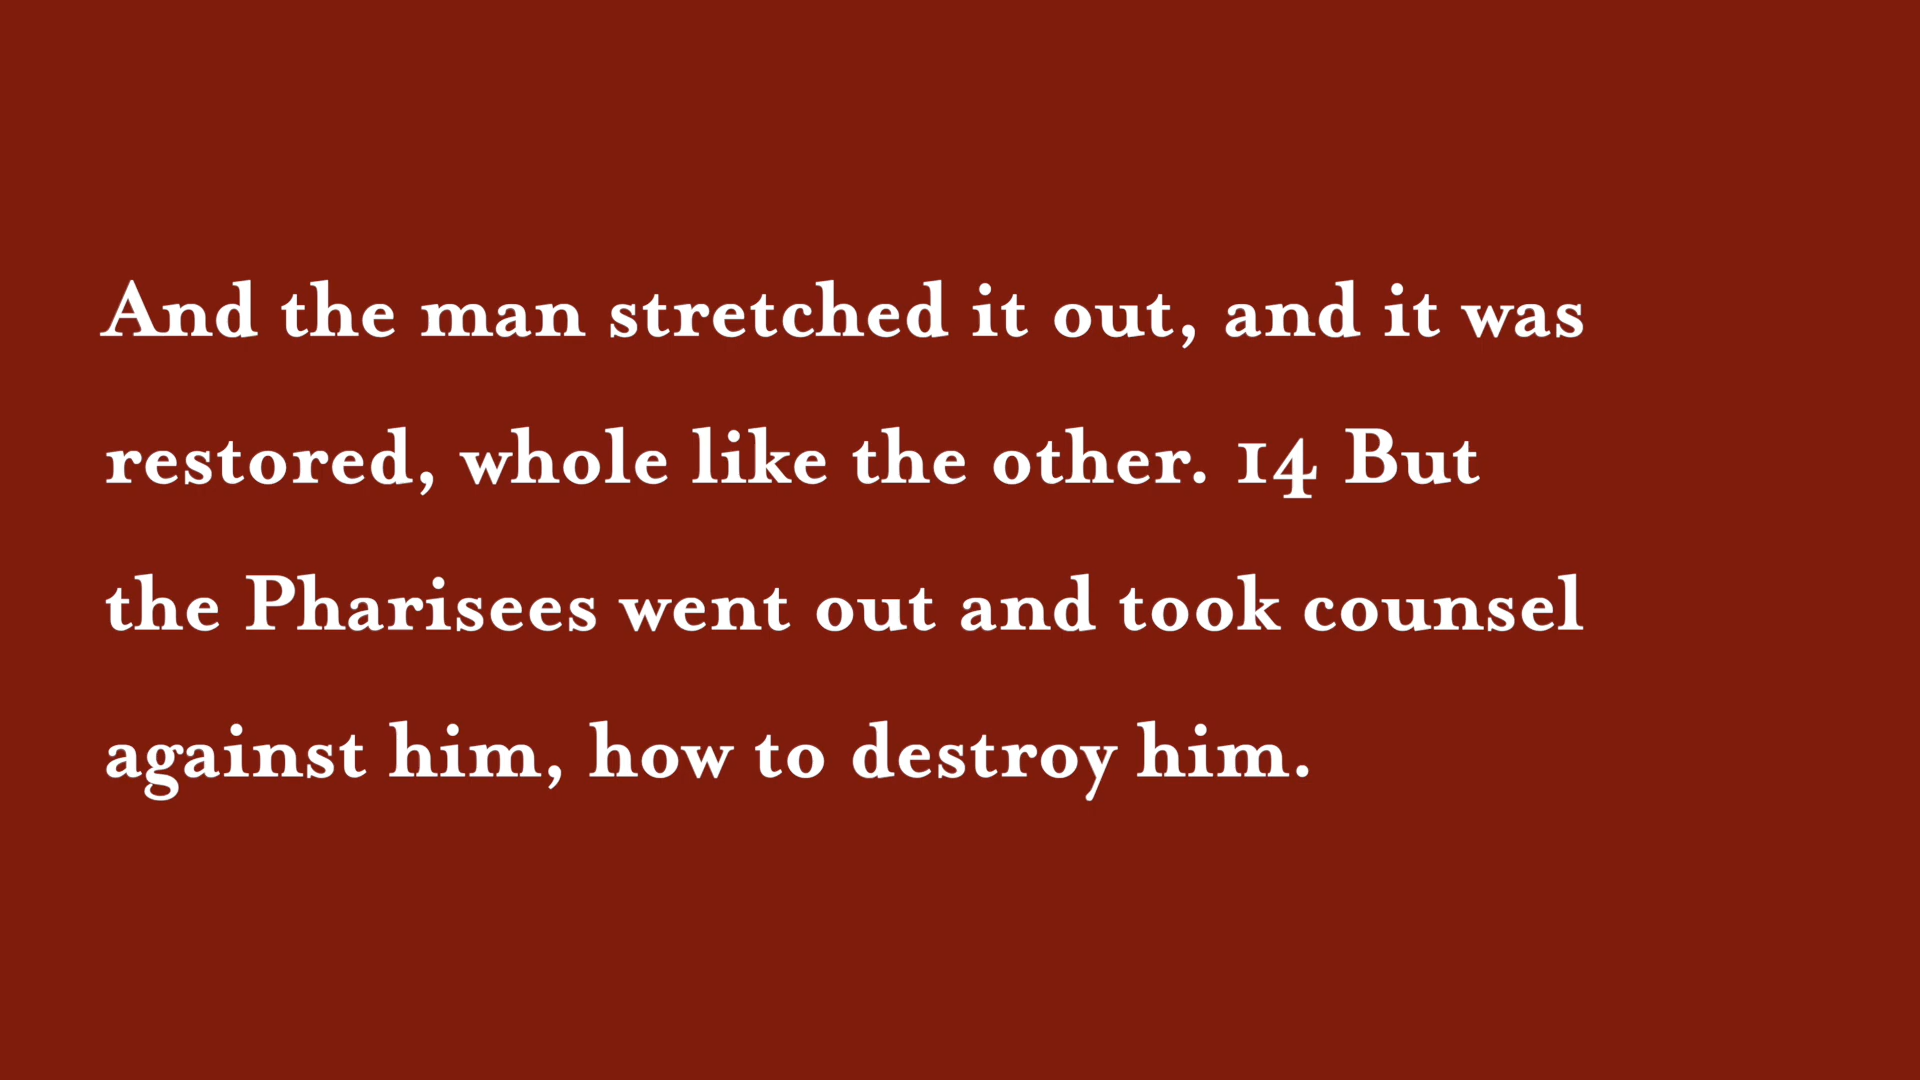 And the man stretched it out, and it was
restored, whole like the other. 14 But
the Pharisees went out and took counsel
against him, how to destroy him.